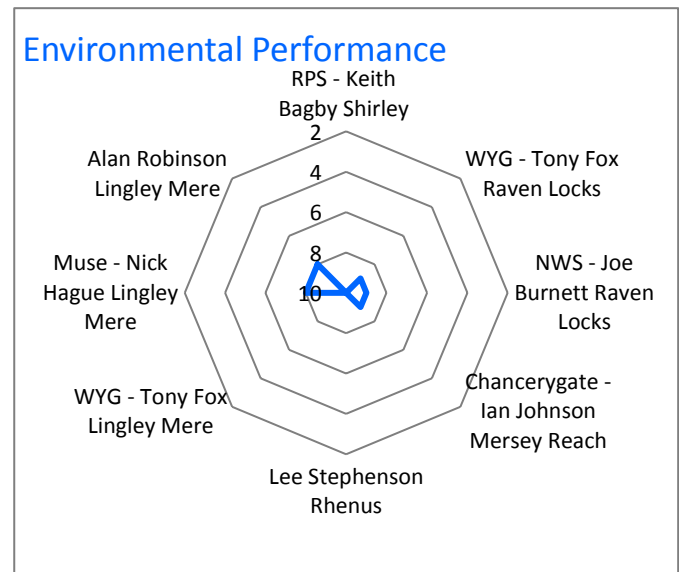 Environmental Performance
RPS - Keith
Bagby Shirley
2
4
6
8
10
WYG - Tony Fox
Raven Locks
NWS - Joe
Burnett Raven
Locks
Chancerygate -
Ian Johnson
Mersey Reach
Lee Stephenson
Rhenus
WYG - Tony Fox
Lingley Mere
Muse - Nick
Hague Lingley
Mere
Alan Robinson
Lingley Mere